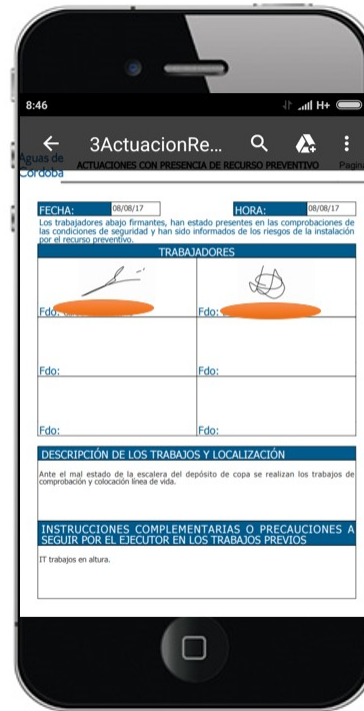 8:46
H+
3ActuacionRe...
Aguas de
Córdoba
ACTUACIONES CON PRESENCIA DE RECURSO PREVENTIVO Pagina
FECHA: 08/08/17 HORA: 08/08/17
Los trabajadores abajo firmantes, han estado presentes en las comprobaciones de
las condiciones de seguridad y han sido informados de los riesgos de la instalación
por el recurso preventivo.
TRABAJADORES
Fdo: Fdo:
Fdo: Fdo:
Fdo: Fdo:
DESCRIPCIÓN DE LOS TRABAJOS Y LOCALIZACIÓN
Ante el mal estado de la escalera del depósito de copa se realizan los trabajos de
comprobación y colocación línea de vida.
INSTRUCCIONES COMPLEMENTARIAS O PRECAUCIONES A
SEGUIR POR EL EJECUTOR EN LOS TRABAJOS PREVIOS
IT trabajos en altura.